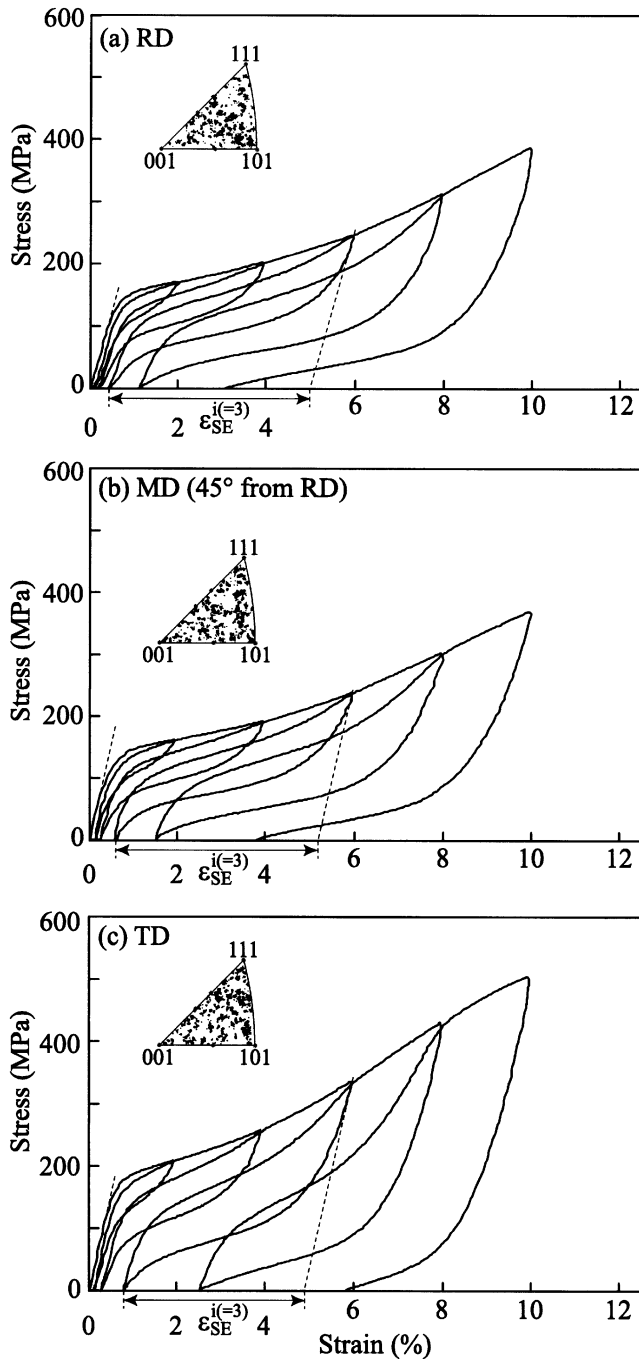 600
(a) RD
111
400
001
101
Stress (MPa)
200
0
0 2 4 6 8 10 12
ε_SE^i(=3)
600
(b) MD (45° from RD)
111
400
001
101
Stress (MPa)
200
0
0 2 4 6 8 10 12
ε_SE^i(=3)
600
(c) TD
111
400
001
101
Stress (MPa)
200
0
0 2 4 6 8 10 12
ε_SE^i(=3)
Strain (%)